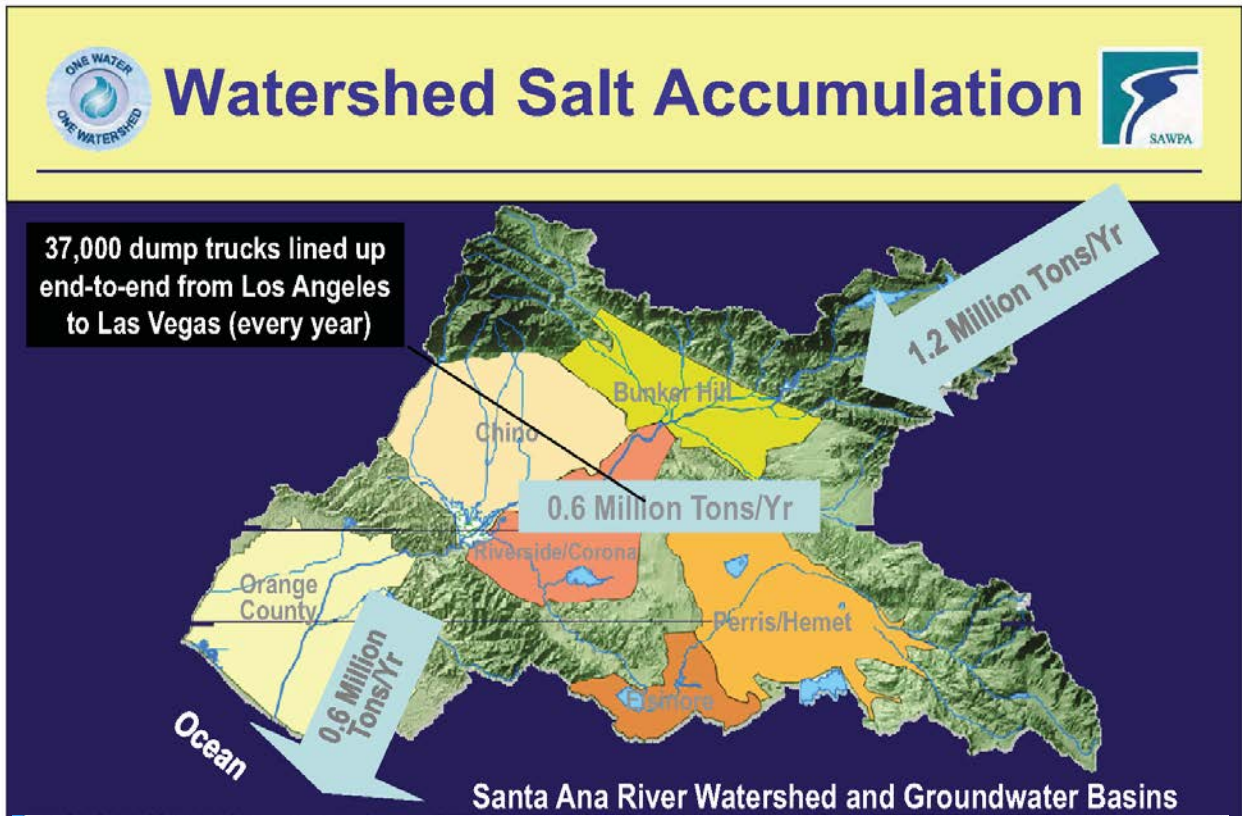 ONE WATER
ONE WATERSHED
Watershed Salt Accumulation
SAWPA
37,000 dump trucks lined up
end-to-end from Los Angeles
to Las Vegas (every year)
1.2 Million Tons/Yr
Bunker Hill
Chino
0.6 Million Tons/Yr
Riverside/Corona
Orange
County
Perris/Hemet
Elsinore
0.6 Million
Tons/Yr
Ocean
Santa Ana River Watershed and Groundwater Basins